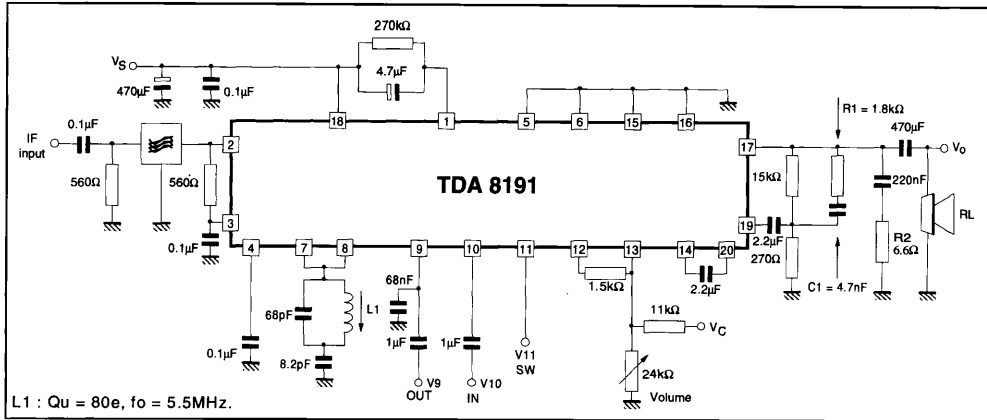 270kΩ
VS
4.7µF
470µF
0.1µF
18
1
5
6
15
16
R1 = 1.8kΩ
470µF
0.1µF
IF
input
2
17
Vo
560Ω
560Ω
TDA 8191
15kΩ
220nF
RL
3
19
0.1µF
4
7
8
9
10
11
12
13
14
20
2.2µF
270Ω
R2
6.6Ω
68nF
1.5kΩ
2.2µF
C1 = 4.7nF
68pF
L1
11kΩ
VC
0.1µF
8.2pF
1µF
1µF
V11
SW
24kΩ
V9
OUT
V10
IN
Volume
L1 : Qu = 80e, fo = 5.5MHz.